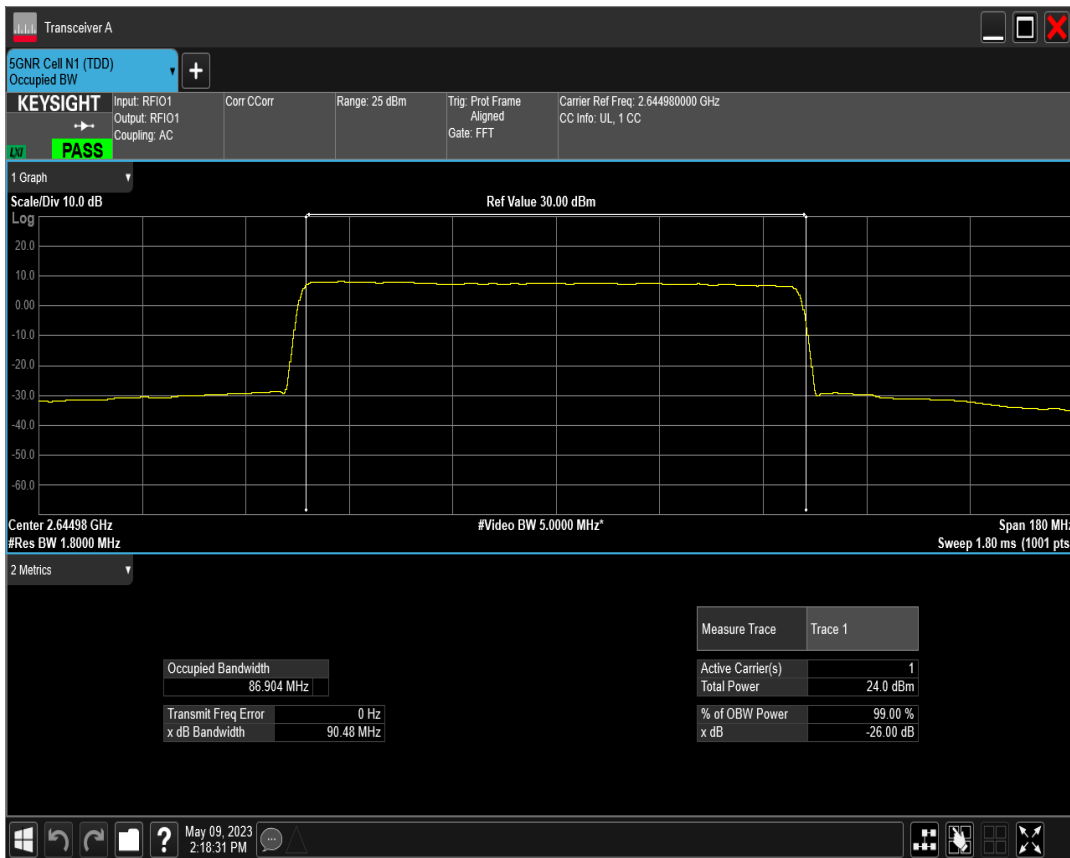 Transceiver A
5GNR Cell N1 (TDD)
Occupied BW
KEYSIGHT
LXI
PASS
Input: RFIO1
Output: RFIO1
Coupling: AC
Corr CCorr
Range: 25 dBm
Trig: Prot Frame
Aligned
Gate: FFT
Carrier Ref Freq: 2.644980000 GHz
CC Info: UL, 1 CC
1 Graph
Scale/Div 10.0 dB
Ref Value 30.00 dBm
Log
20.0
10.0
0.00
-10.0
-20.0
-30.0
-40.0
-50.0
-60.0
Center 2.64498 GHz
#Video BW 5.0000 MHz*
Span 180 MHz
#Res BW 1.8000 MHz
Sweep 1.80 ms (1001 pts
2 Metrics
Measure Trace Trace 1
Occupied Bandwidth
86.904 MHz
Active Carrier(s) 1
Total Power 24.0 dBm
Transmit Freq Error 0 Hz
x dB Bandwidth 90.48 MHz
% of OBW Power 99.00 %
x dB -26.00 dB
May 09, 2023
2:18:31 PM